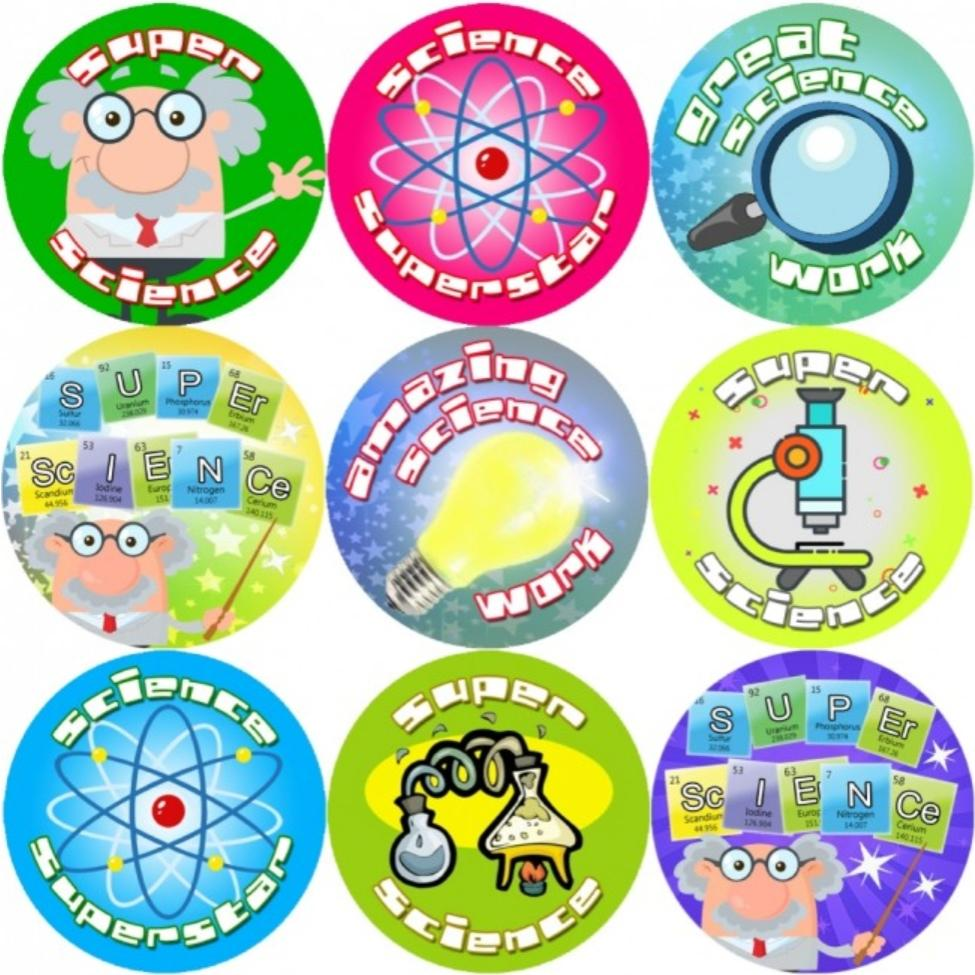 super
science
science
superstar
great
science
work
16 92 15 68
S U P Er
Sulfur Uranium Phosphorus Erbium
32.066 238.029 30.974 167.26
21 53 63 7 58
Sc I E N Ce
Scandium Iodine Europ Nitrogen Cerium
44.956 126.904 151. 14.007 140.115
amazing
science
work
super
science
science
superstar
super
science
16 92 15 68
S U P Er
Sulfur Uranium Phosphorus Erbium
32.066 238.029 30.974 167.26
21 53 63 7 58
Sc I E N Ce
Scandium Iodine Europ Nitrogen Cerium
44.956 126.904 151. 14.007 140.115